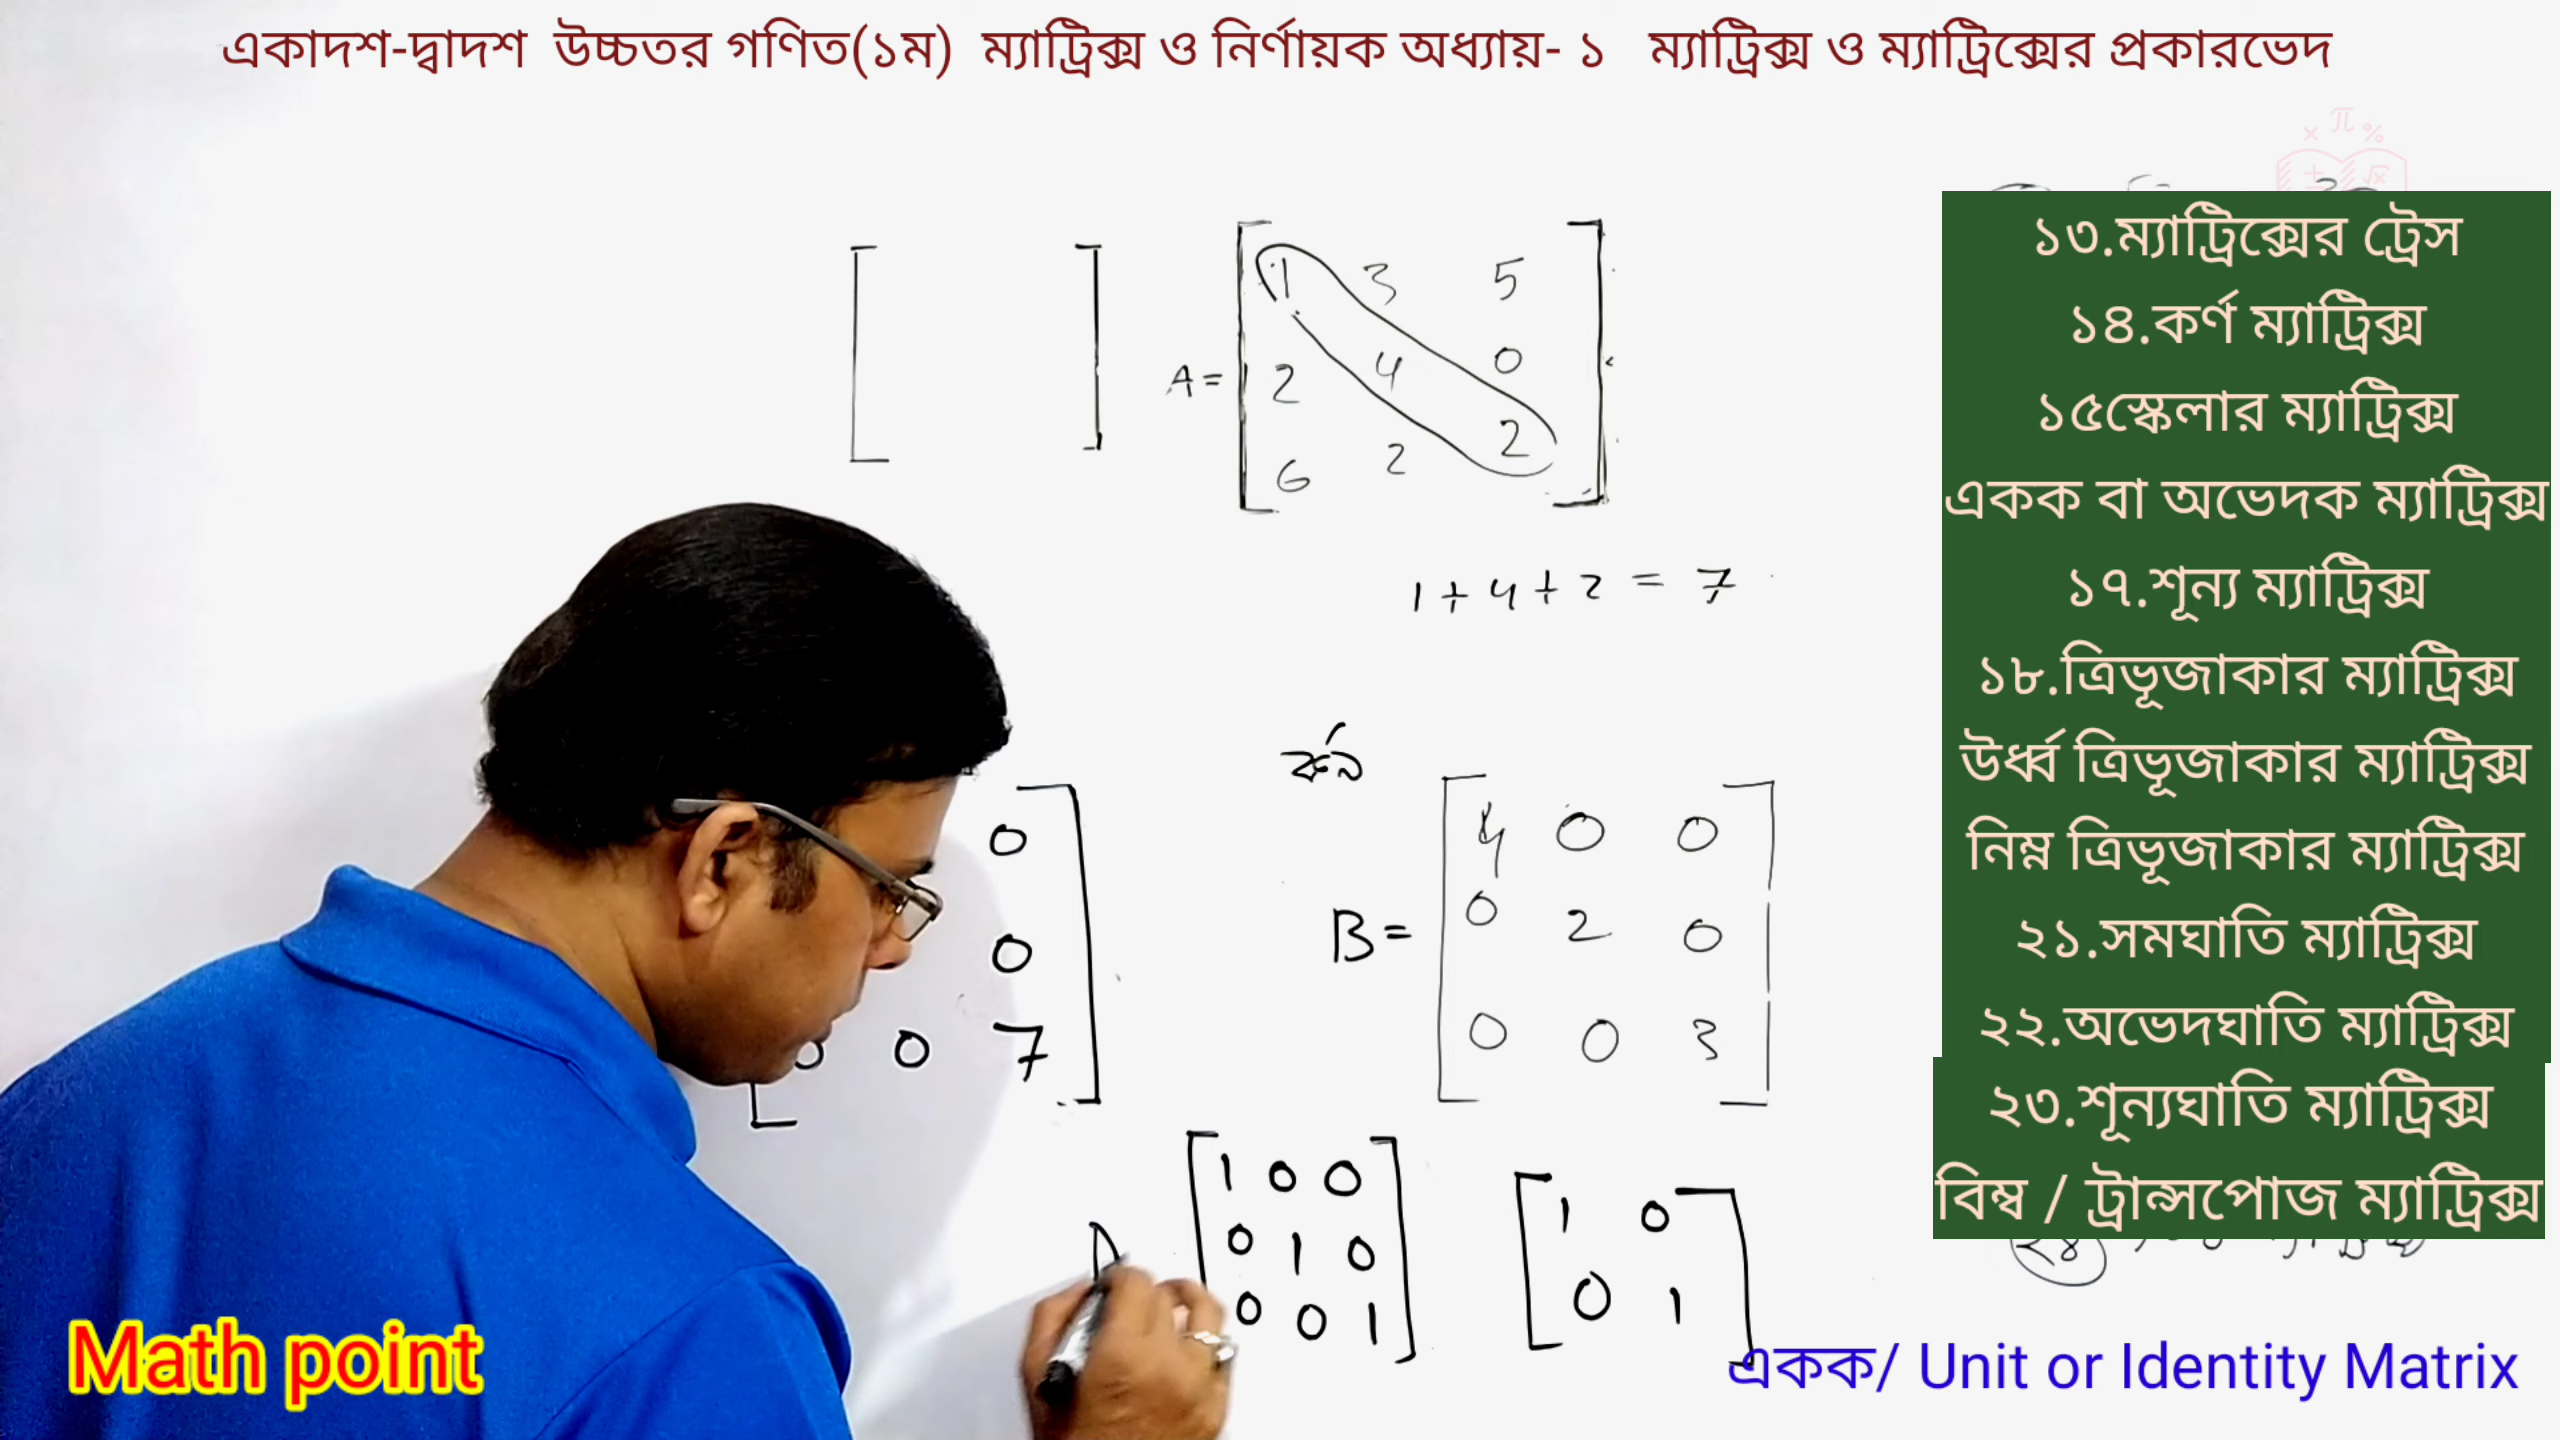 একাদশ-দ্বাদশ উচ্চতর গণিত(১ম) ম্যাট্রিক্স ও নির্ণায়ক অধ্যায়- ১ ম্যাট্রিক্স ও ম্যাট্রিক্সের প্রকারভেদ
1 3 5
A = 2 4 0
6 2 2
1 + 4 + 2 = 7
0
0
0 7
কর্ন
4 0 0
B = 0 2 0
0 0 3
1 0 0
0 1 0
0 0 1
1 0
0 1
১৩.ম্যাট্রিক্সের ট্রেস
১৪.কর্ণ ম্যাট্রিক্স
১৫স্কেলার ম্যাট্রিক্স
একক বা অভেদক ম্যাট্রিক্স
১৭.শূন্য ম্যাট্রিক্স
১৮.ত্রিভূজাকার ম্যাট্রিক্স
উর্ধ্ব ত্রিভূজাকার ম্যাট্রিক্স
নিম্ন ত্রিভূজাকার ম্যাট্রিক্স
২১.সমঘাতি ম্যাট্রিক্স
২২.অভেদঘাতি ম্যাট্রিক্স
২৩.শূন্যঘাতি ম্যাট্রিক্স
বিম্ব / ট্রান্সপোজ ম্যাট্রিক্স
২৪
Math point
একক/ Unit or Identity Matrix